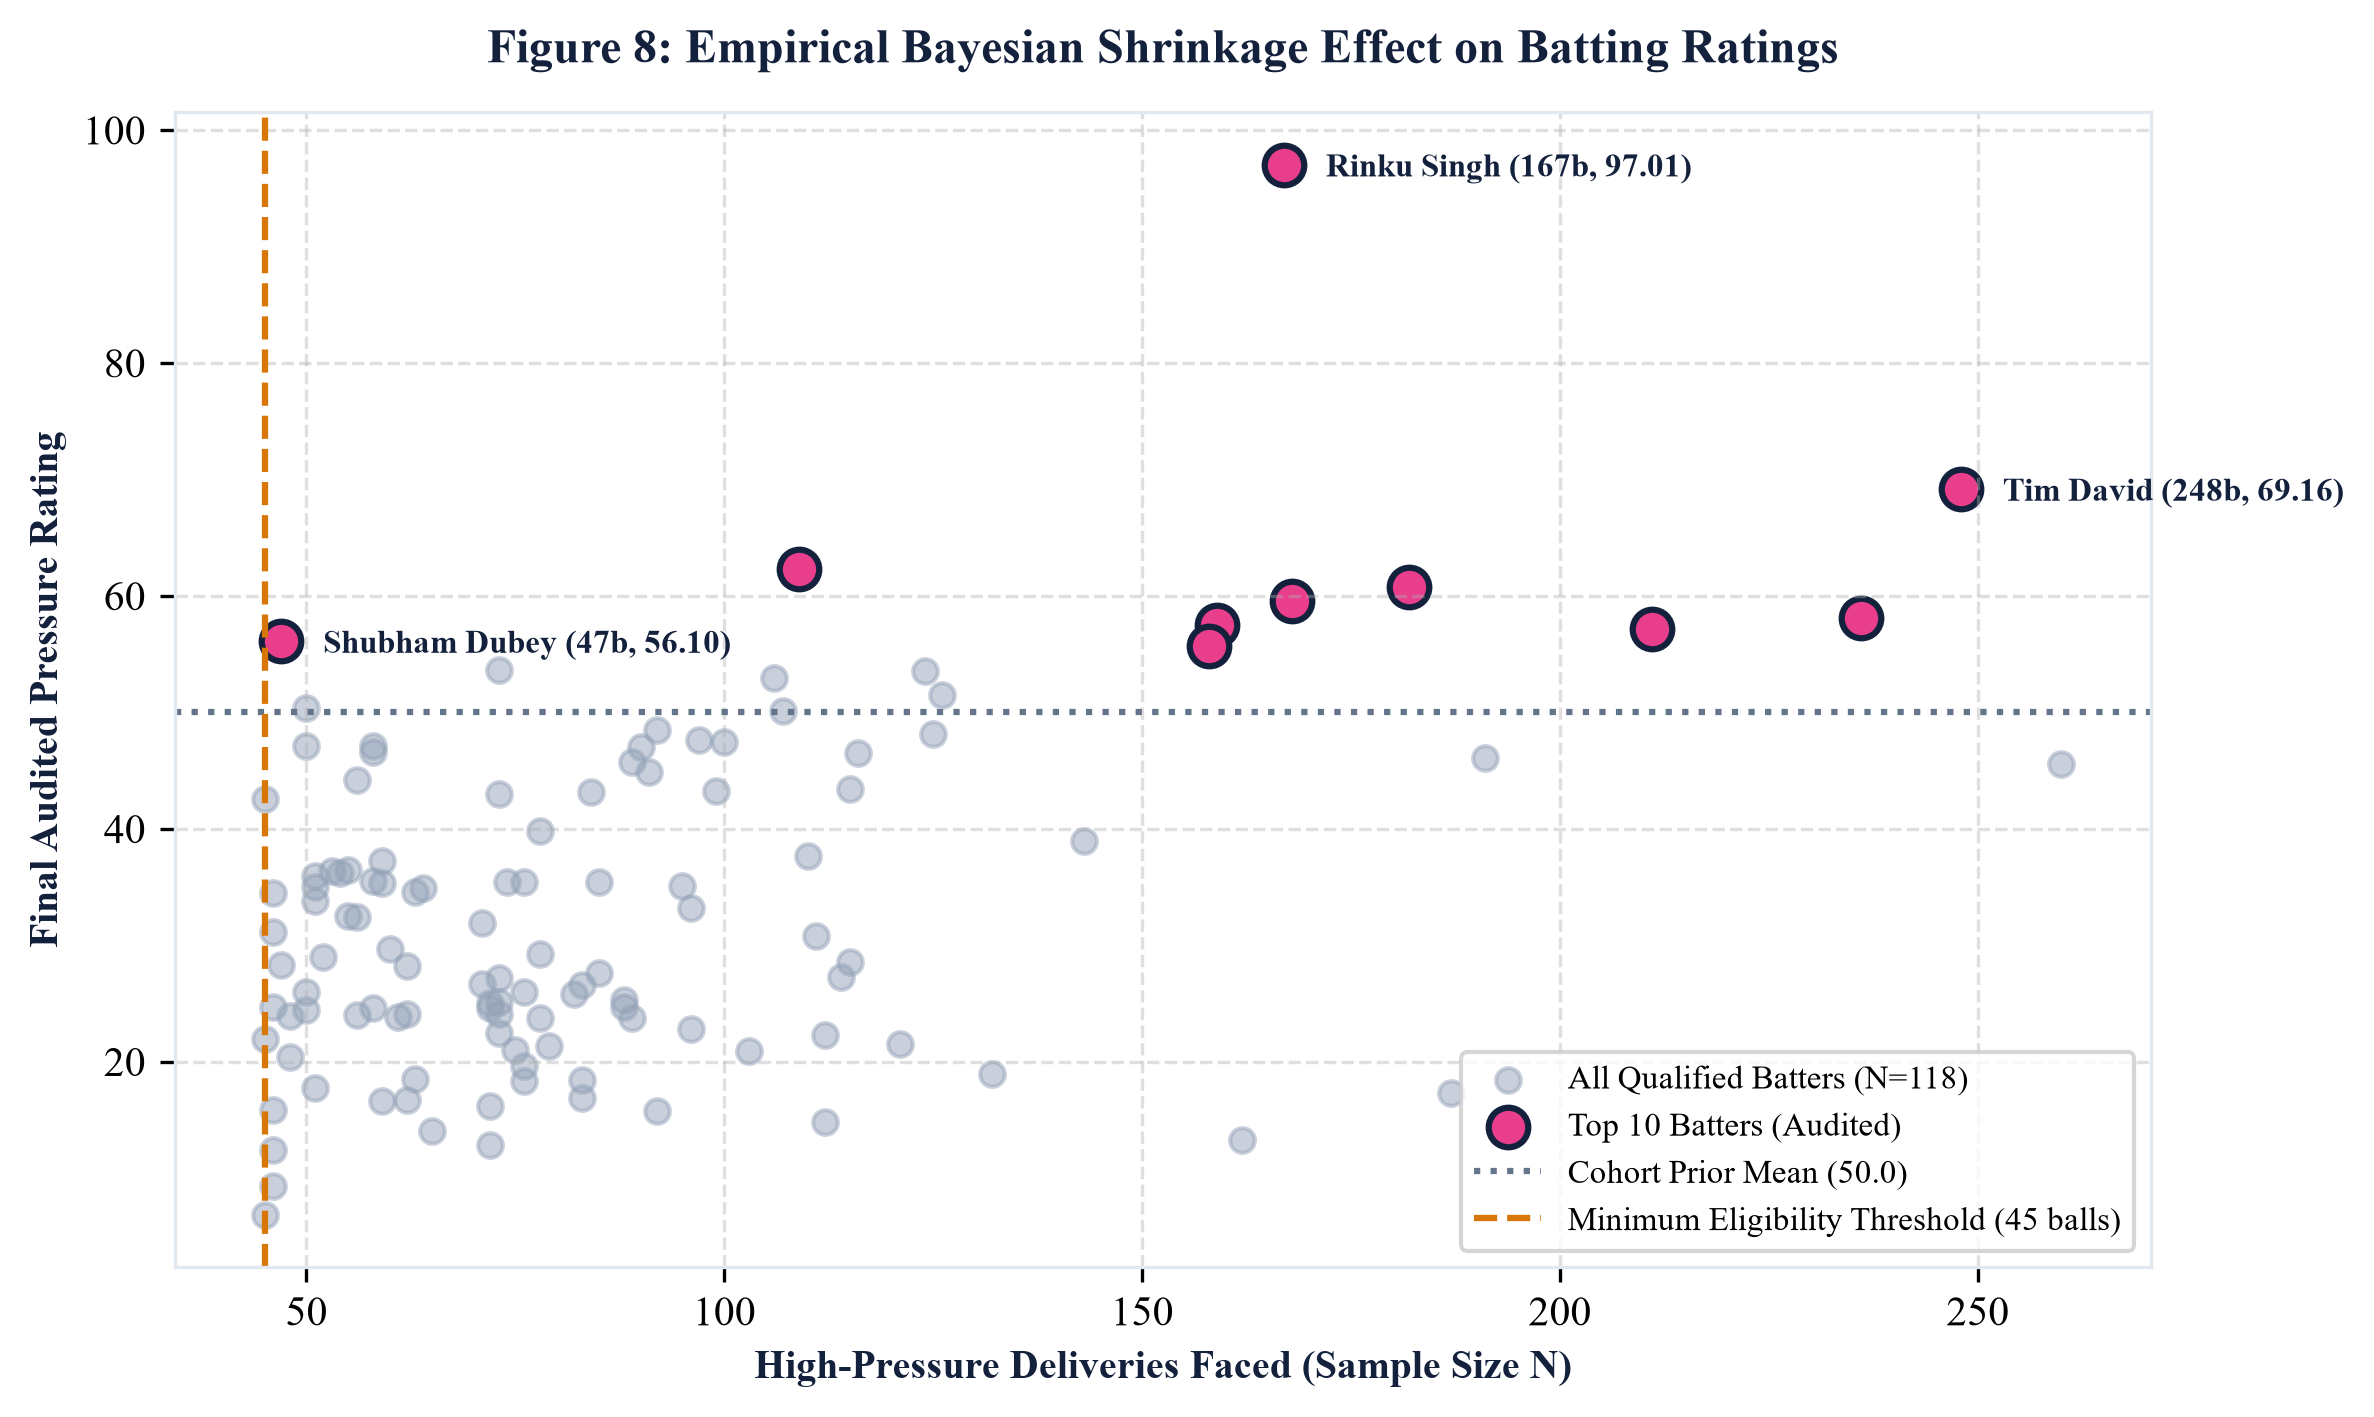 Figure 8: Empirical Bayesian Shrinkage Effect on Batting Ratings
100
80
60
40
20
Final Audited Pressure Rating
Rinku Singh (167b, 97.01)
Tim David (248b, 69.16)
Shubham Dubey (47b, 56.10)
All Qualified Batters (N=118)
Top 10 Batters (Audited)
Cohort Prior Mean (50.0)
Minimum Eligibility Threshold (45 balls)
50
100
150
200
250
High-Pressure Deliveries Faced (Sample Size N)